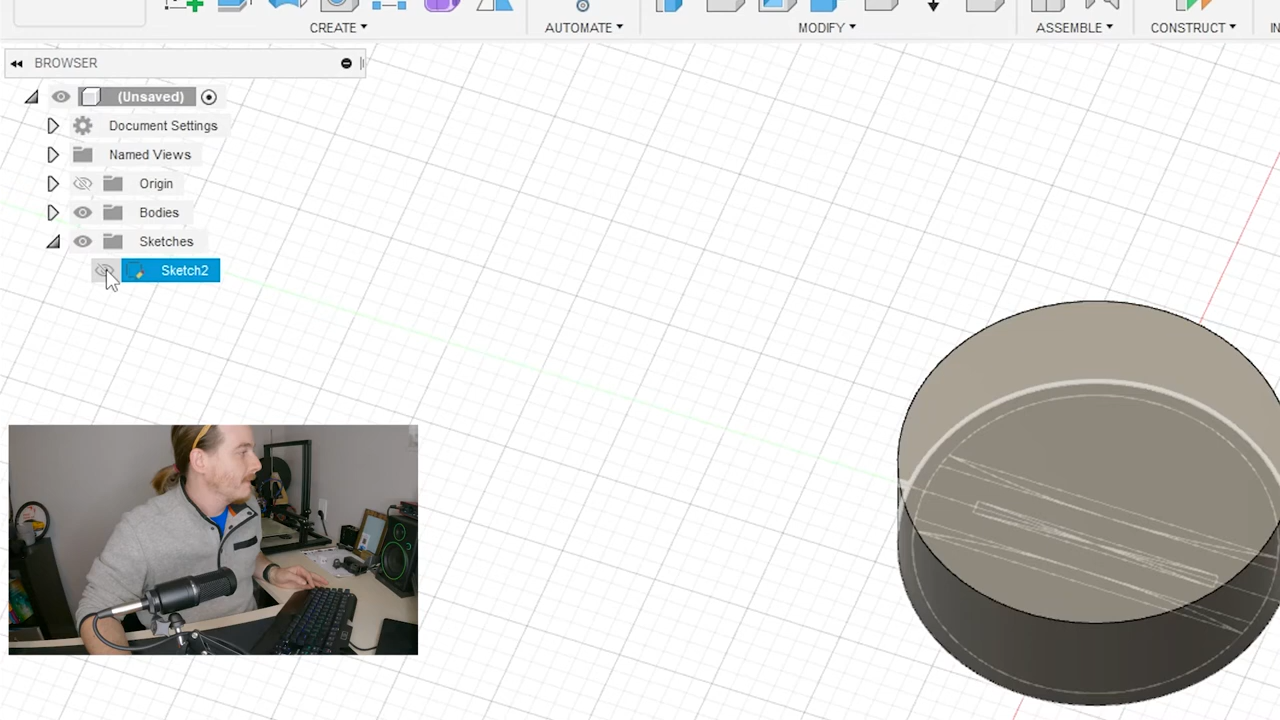 CREATE
AUTOMATE
MODIFY
ASSEMBLE
CONSTRUCT
BROWSER
(Unsaved)
Document Settings
Named Views
Origin
Bodies
Sketches
Sketch2